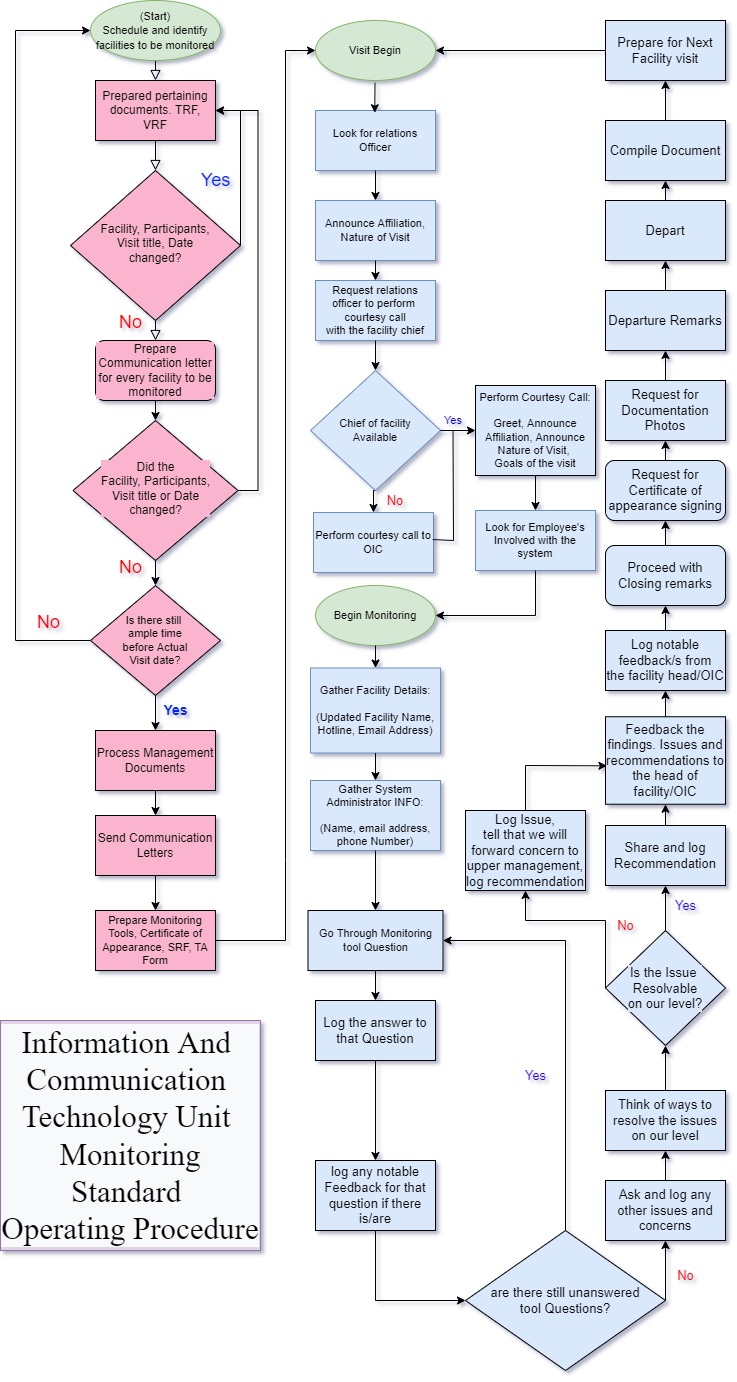 (Start)
Schedule and identify
facilities to be monitored
Prepared pertaining
documents. TRF,
VRF
Yes
Facility, Participants,
Visit title, Date
changed?
No
Prepare
Communication letter
for every facility to be
monitored
Did the
Facility, Participants,
Visit title or Date
changed?
No
No
Is there still
ample time
before Actual
Visit date?
Yes
Process Management
Documents
Send Communication
Letters
Prepare Monitoring
Tools, Certificate of
Appearance, SRF, TA
Form
Information And
Communication
Technology Unit
Monitoring
Standard
Operating Procedure
Visit Begin
Look for relations
Officer
Announce Affiliation,
Nature of Visit
Request relations
officer to perform
courtesy call
with the facility chief
Chief of facility
Available
Yes
No
Perform courtesy call to
OIC
Perform Courtesy Call:
Greet, Announce
Affiliation, Announce
Nature of Visit,
Goals of the visit
Look for Employee's
Involved with the
system
Begin Monitoring
Gather Facility Details:
(Updated Facility Name,
Hotline, Email Address)
Gather System
Administrator INFO:
(Name, email address,
phone Number)
Go Through Monitoring
tool Question
Log the answer to
that Question
log any notable
Feedback for that
question if there
is/are
are there still unanswered
tool Questions?
Yes
No
Ask and log any
other issues and
concerns
Think of ways to
resolve the issues
on our level
Is the Issue
Resolvable
on our level?
No
Yes
Log Issue,
tell that we will
forward concern to
upper management,
log recommendation
Share and log
Recommendation
Feedback the
findings. Issues and
recommendations to
the head of
facility/OIC
Log notable
feedback/s from
the facility head/OIC
Proceed with
Closing remarks
Request for
Certificate of
appearance signing
Request for
Documentation
Photos
Departure Remarks
Depart
Compile Document
Prepare for Next
Facility visit